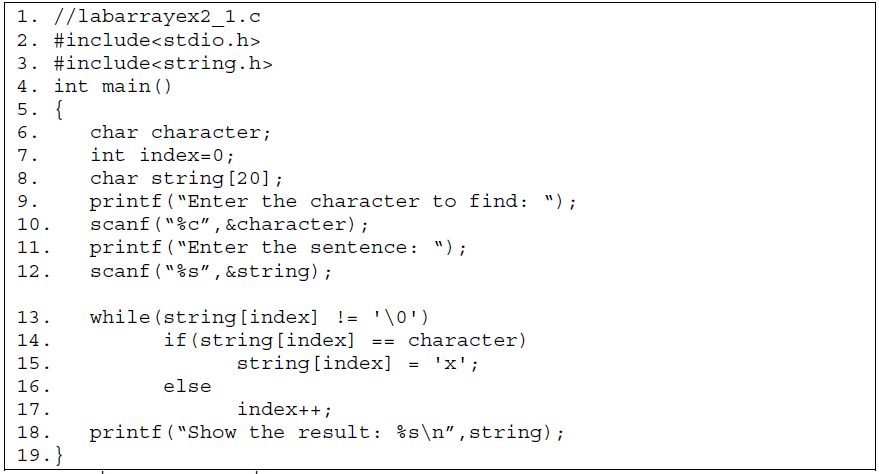 1. //labarrayex2_1.c
2. #include<stdio.h>
3. #include<string.h>
4. int main()
5. {
6.    char character;
7.    int index=0;
8.    char string[20];
9.    printf(“Enter the character to find: “);
10.   scanf(“%c”,&character);
11.   printf(“Enter the sentence: “);
12.   scanf(“%s”,&string);
13.   while(string[index] != '\0')
14.         if(string[index] == character)
15.               string[index] = 'x';
16.         else
17.               index++;
18.   printf(“Show the result: %s\n”,string);
19.}